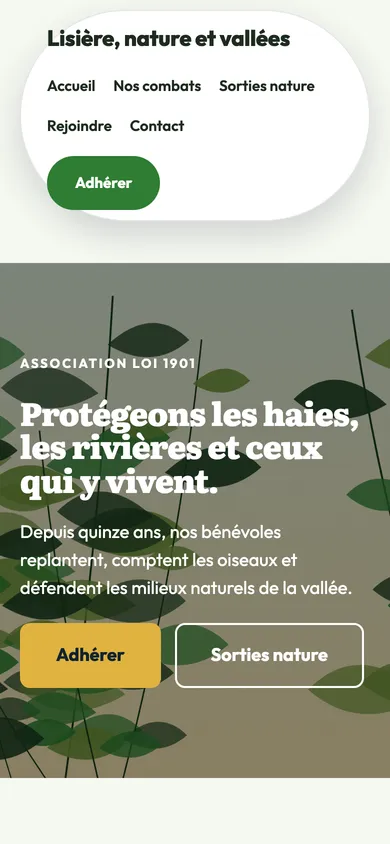 Lisière, nature et vallées
Accueil Nos combats Sorties nature
Rejoindre Contact
Adhérer
ASSOCIATION LOI 1901
Protégeons les haies,
les rivières et ceux
qui y vivent.
Depuis quinze ans, nos bénévoles
replantent, comptent les oiseaux et
défendent les milieux naturels de la vallée.
Adhérer Sorties nature